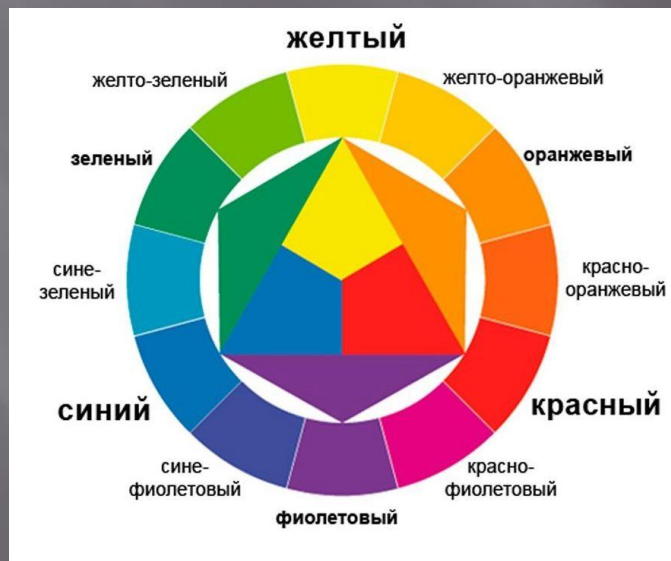 желтый
желто-зеленый
желто-оранжевый
зеленый
оранжевый
сине-
зеленый
красно-
оранжевый
синий
красный
сине-
фиолетовый
красно-
фиолетовый
фиолетовый